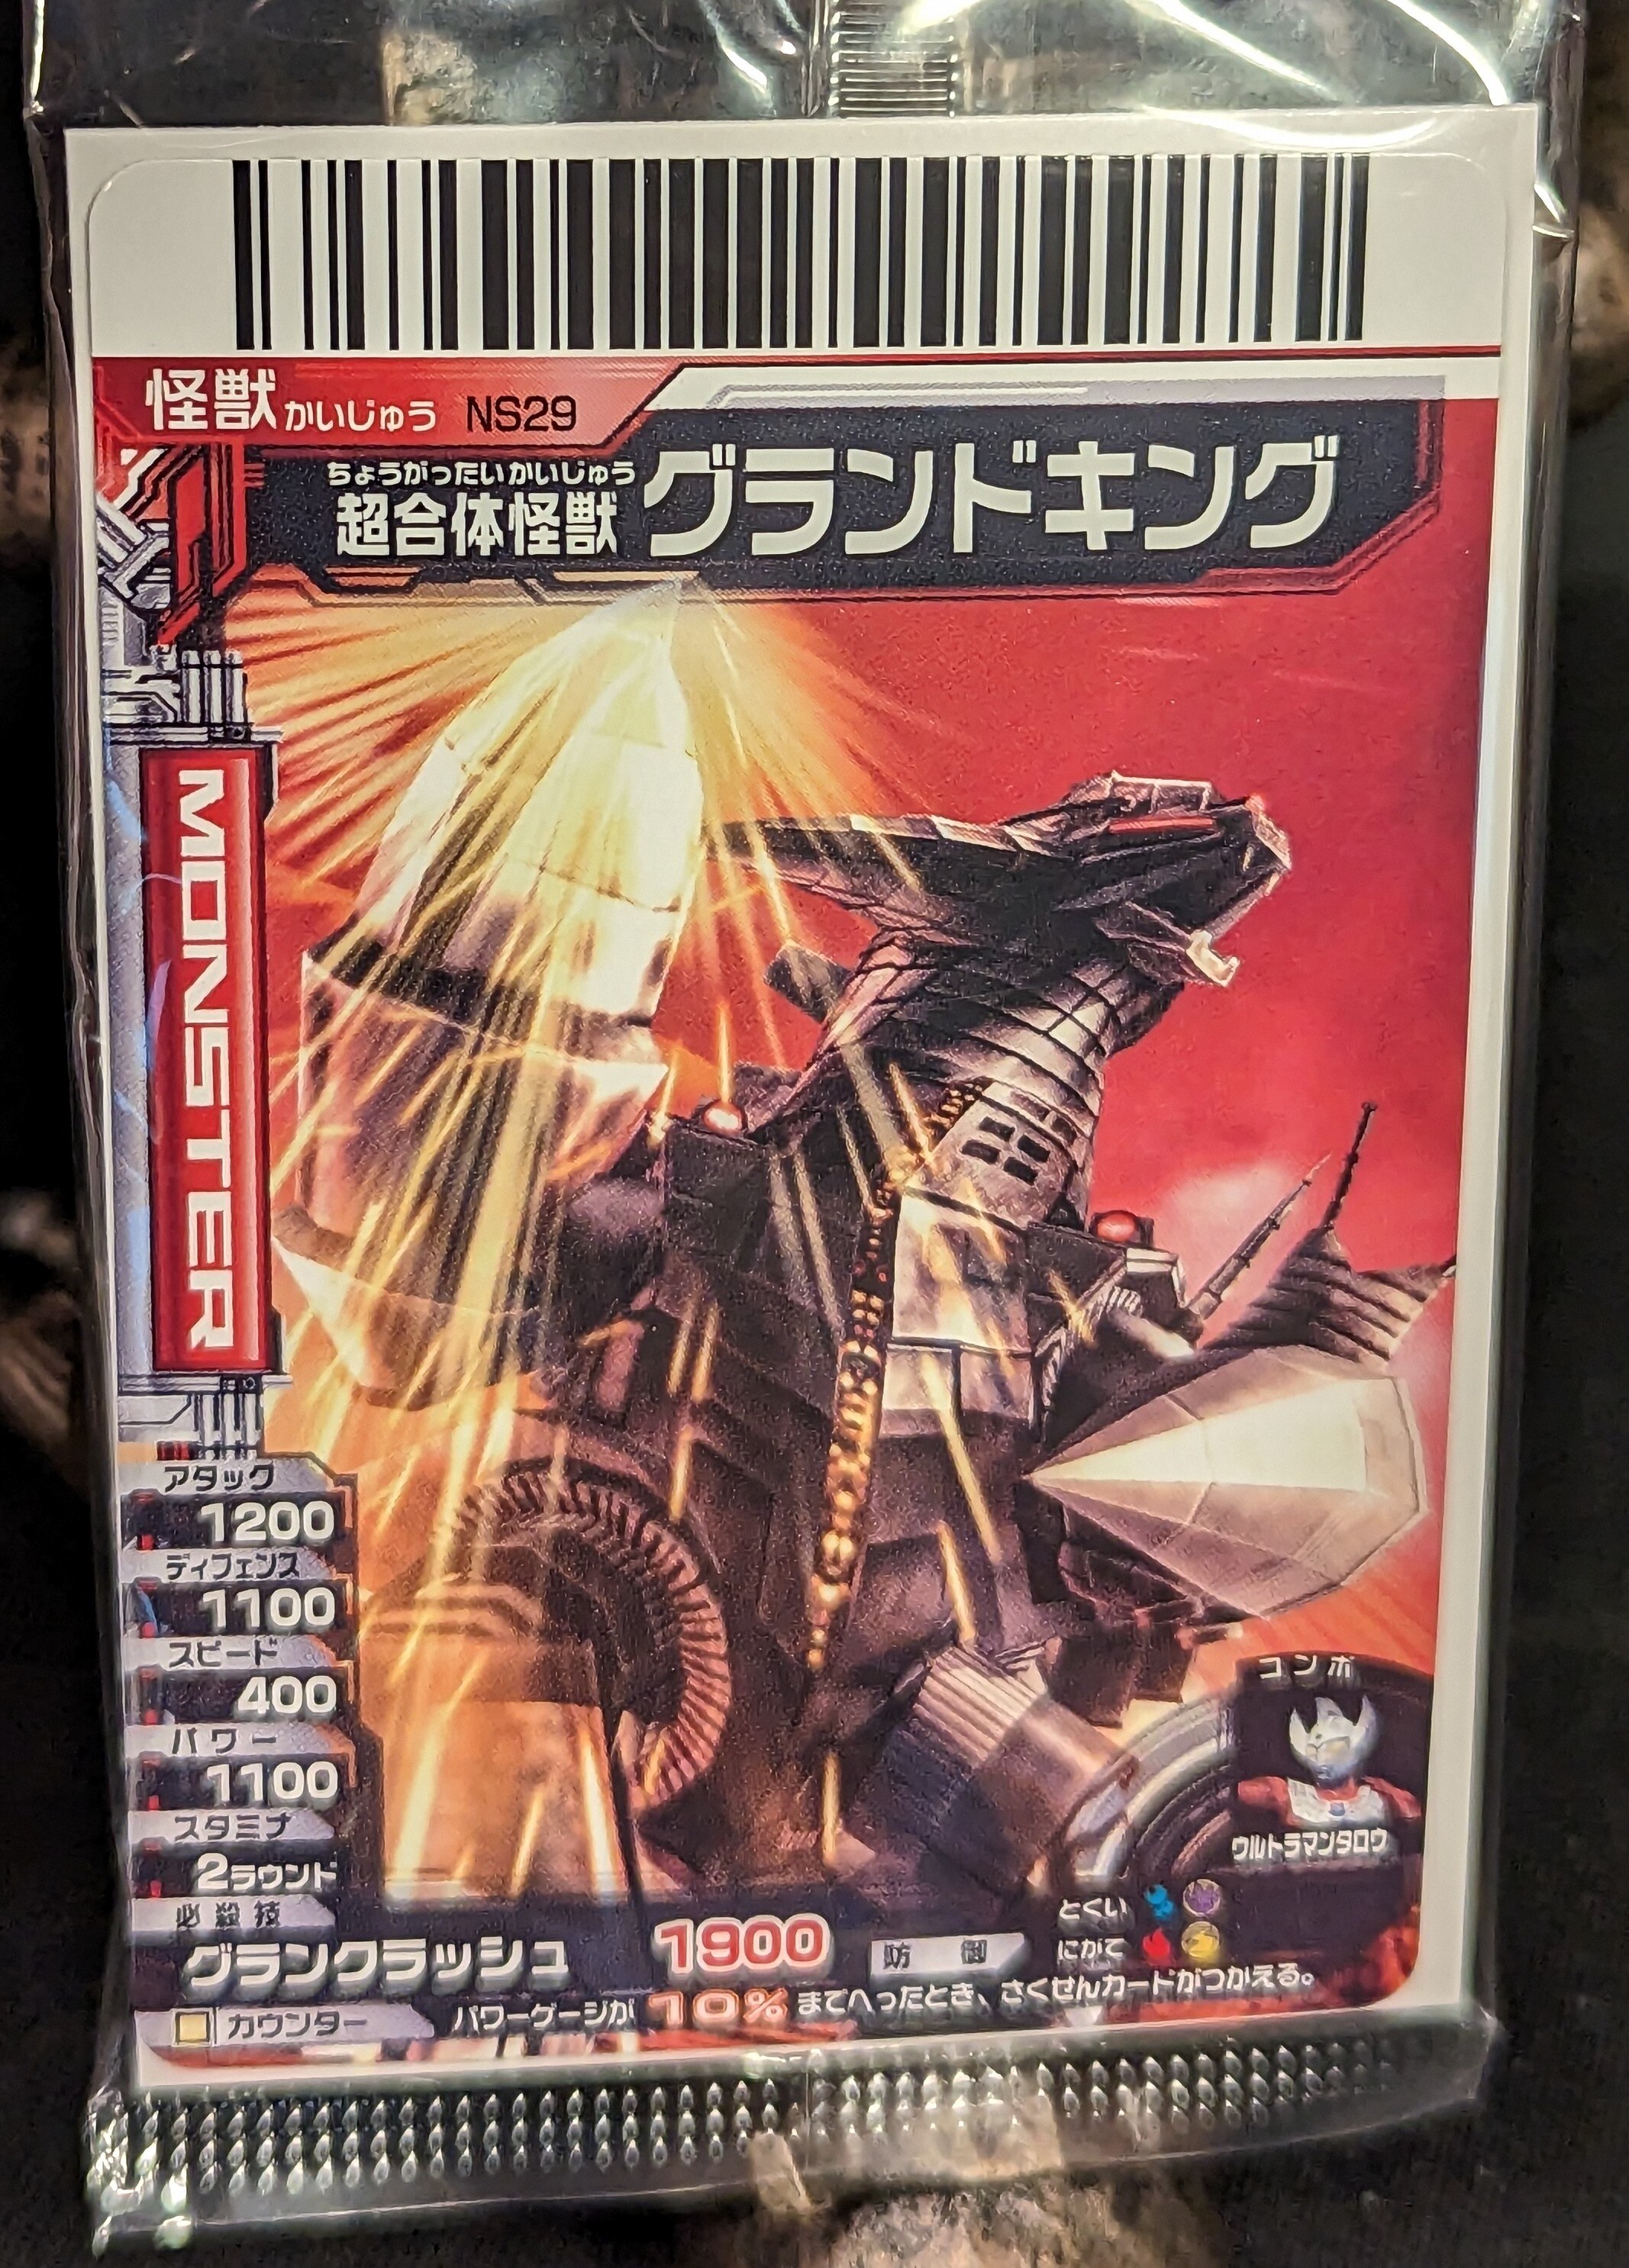 怪獣 かいじゅう NS29
ちょうがったいかいじゅう
超合体怪獣 グランドキング
MONSTER
アタック
1200
ディフェンス
1100
スピード
400
パワー
1100
スタミナ
2ラウンド
コンボ
ウルトラマンタロウ
必殺技
グランクラッシュ 1900 防御
とくい
にがて
カウンター パワーゲージが10%までへったとき、さくせんカードがつかえる。